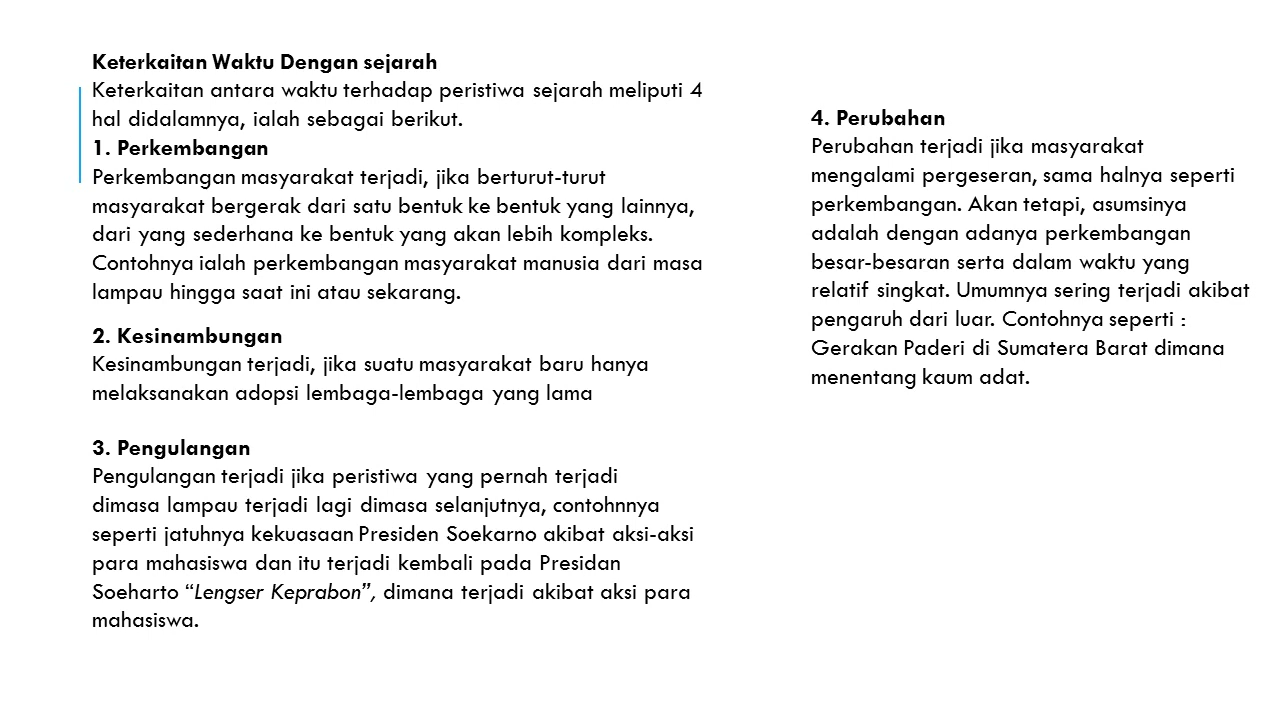 Keterkaitan Waktu Dengan sejarah
Keterkaitan antara waktu terhadap peristiwa sejarah meliputi 4
hal didalamnya, ialah sebagai berikut.
1. Perkembangan
Perkembangan masyarakat terjadi, jika berturut-turut
masyarakat bergerak dari satu bentuk ke bentuk yang lainnya,
dari yang sederhana ke bentuk yang akan lebih kompleks.
Contohnya ialah perkembangan masyarakat manusia dari masa
lampau hingga saat ini atau sekarang.
2. Kesinambungan
Kesinambungan terjadi, jika suatu masyarakat baru hanya
melaksanakan adopsi lembaga-lembaga yang lama
3. Pengulangan
Pengulangan terjadi jika peristiwa yang pernah terjadi
dimasa lampau terjadi lagi dimasa selanjutnya, contohnnya
seperti jatuhnya kekuasaan Presiden Soekarno akibat aksi-aksi
para mahasiswa dan itu terjadi kembali pada Presidan
Soeharto “Lengser Keprabon”, dimana terjadi akibat aksi para
mahasiswa.
4. Perubahan
Perubahan terjadi jika masyarakat
mengalami pergeseran, sama halnya seperti
perkembangan. Akan tetapi, asumsinya
adalah dengan adanya perkembangan
besar-besaran serta dalam waktu yang
relatif singkat. Umumnya sering terjadi akibat
pengaruh dari luar. Contohnya seperti :
Gerakan Paderi di Sumatera Barat dimana
menentang kaum adat.